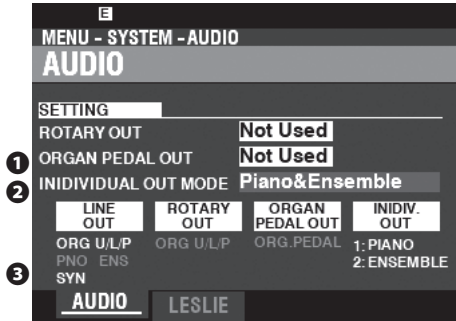 E
MENU - SYSTEM - AUDIO
AUDIO
SETTING
ROTARY OUT Not Used
1 ORGAN PEDAL OUT Not Used
2 INIDIVIDUAL OUT MODE Piano&Ensemble
LINE OUT ROTARY OUT ORGAN PEDAL OUT INIDIV. OUT
ORG U/L/P ORG U/L/P ORG.PEDAL 1: PIANO
PNO ENS 2: ENSEMBLE
3 SYN
AUDIO LESLIE